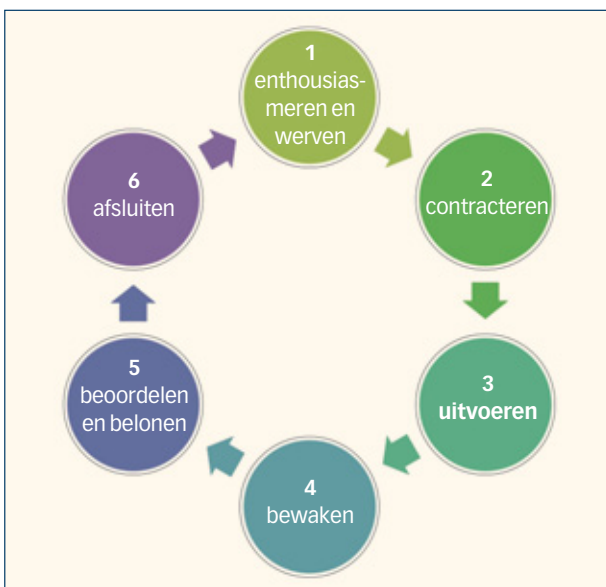 1
enthousias-
meren en
werven
2
contracteren
3
uitvoeren
4
bewaken
5
beoordelen
en belonen
6
afsluiten